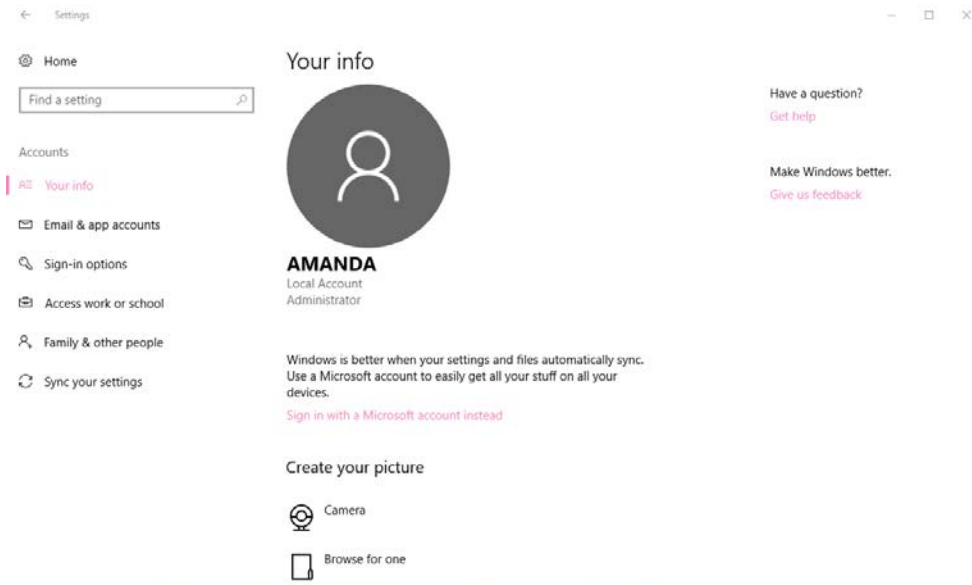 Settings
Home
Find a setting
Accounts
Your info
Email & app accounts
Sign-in options
Access work or school
Family & other people
Sync your settings
Your info
AMANDA
Local Account
Administrator
Windows is better when your settings and files automatically sync.
Use a Microsoft account to easily get all your stuff on all your
devices.
Sign in with a Microsoft account instead
Create your picture
Camera
Browse for one
Have a question?
Get help
Make Windows better.
Give us feedback